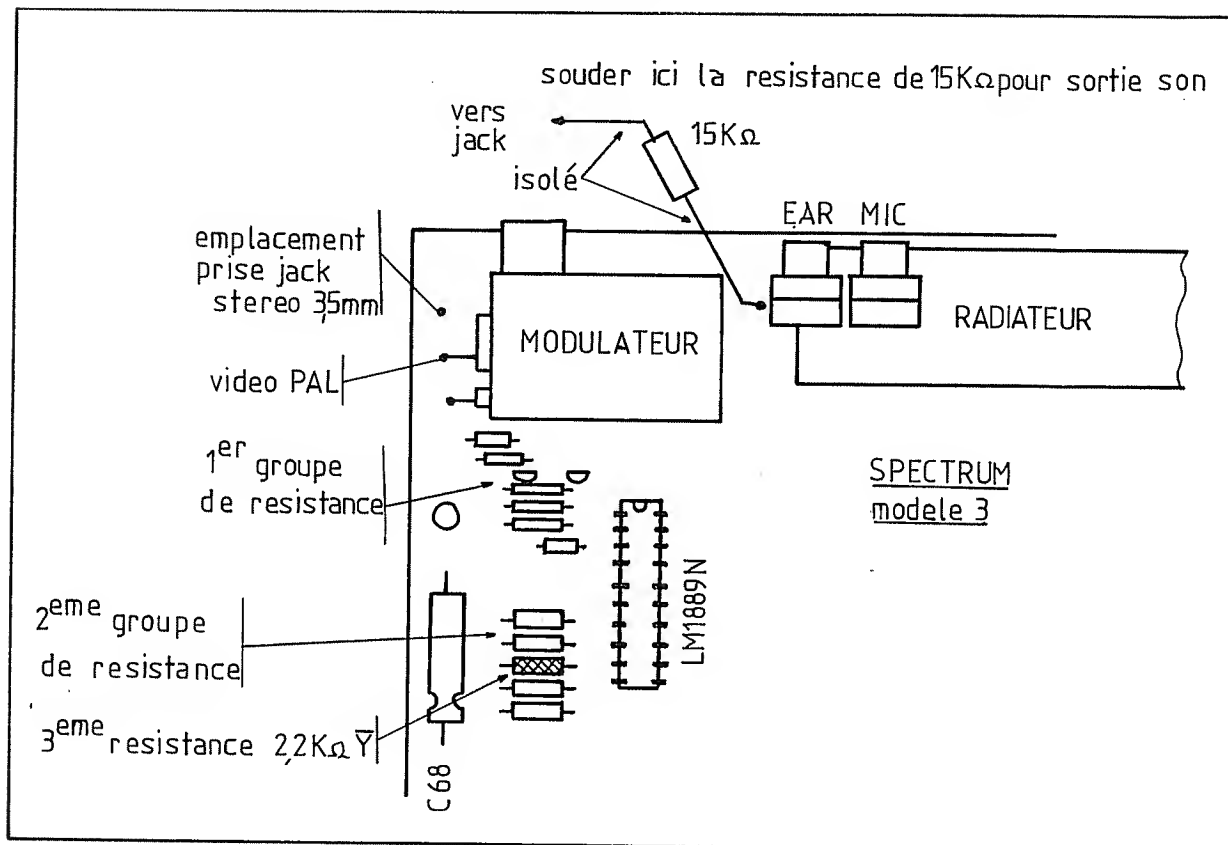 souder ici la resistance de 15KΩ pour sortie son
vers
jack
15KΩ
isolé
EAR MIC
emplacement
prise jack
stereo 3,5mm
MODULATEUR
RADIATEUR
video PAL
1er groupe
de resistance
SPECTRUM
modele 3
LM1889N
2eme groupe
de resistance
3eme resistance 2,2KΩ Ȳ
C68